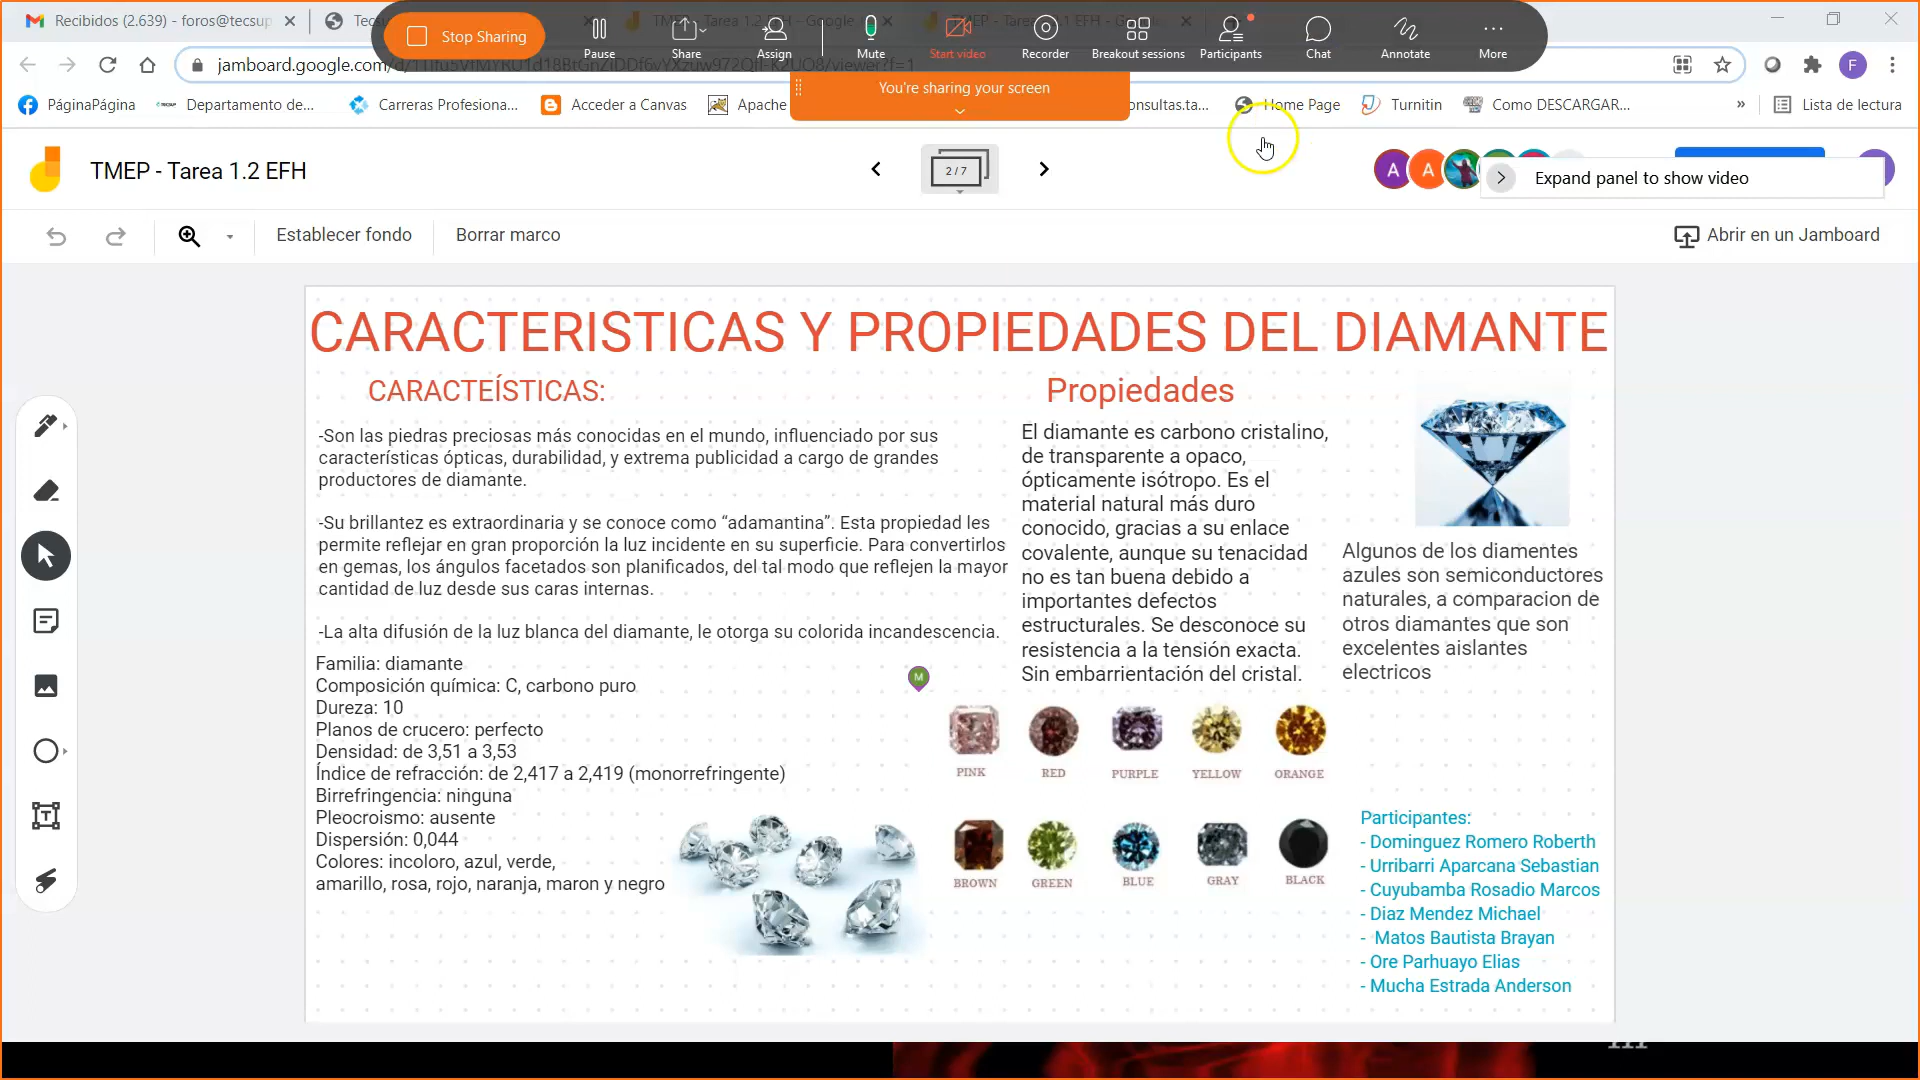 Recibidos (2.639) - foros@tecsup
Tecsu
TMEP - Tarea 1.2 EFH - Google
Stop Sharing
Pause
Share
Assign
Mute
Start video
Recorder
Breakout sessions
Participants
Chat
Annotate
More
jamboard.google.com/d/
/viewer?f=1
F
You're sharing your screen
PáginaPágina
Departamento de...
Carreras Profesiona...
Acceder a Canvas
Apache
onsultas.ta...
Home Page
Turnitin
Como DESCARGAR...
»
Lista de lectura
TMEP - Tarea 1.2 EFH
2 / 7
A
A
Expand panel to show video
Establecer fondo
Borrar marco
Abrir en un Jamboard
CARACTERISTICAS Y PROPIEDADES DEL DIAMANTE
CARACTEÍSTICAS:
-Son las piedras preciosas más conocidas en el mundo, influenciado por sus
características ópticas, durabilidad, y extrema publicidad a cargo de grandes
productores de diamante.
-Su brillantez es extraordinaria y se conoce como “adamantina”. Esta propiedad les
permite reflejar en gran proporción la luz incidente en su superficie. Para convertirlos
en gemas, los ángulos facetados son planificados, del tal modo que reflejen la mayor
cantidad de luz desde sus caras internas.
-La alta difusión de la luz blanca del diamante, le otorga su colorida incandescencia.
Familia: diamante
Composición química: C, carbono puro
Dureza: 10
Planos de crucero: perfecto
Densidad: de 3,51 a 3,53
Índice de refracción: de 2,417 a 2,419 (monorrefringente)
Birrefringencia: ninguna
Pleocroismo: ausente
Dispersión: 0,044
Colores: incoloro, azul, verde,
amarillo, rosa, rojo, naranja, maron y negro
M
Propiedades
El diamante es carbono cristalino,
de transparente a opaco,
ópticamente isótropo. Es el
material natural más duro
conocido, gracias a su enlace
covalente, aunque su tenacidad
no es tan buena debido a
importantes defectos
estructurales. Se desconoce su
resistencia a la tensión exacta.
Sin embarrientación del cristal.
W
Algunos de los diamentes
azules son semiconductores
naturales, a comparacion de
otros diamantes que son
excelentes aislantes
electricos
PINK
RED
PURPLE
YELLOW
ORANGE
BROWN
GREEN
BLUE
GRAY
BLACK
Participantes:
- Dominguez Romero Roberth
- Urribarri Aparcana Sebastian
- Cuyubamba Rosadio Marcos
- Diaz Mendez Michael
- Matos Bautista Brayan
- Ore Parhuayo Elias
- Mucha Estrada Anderson